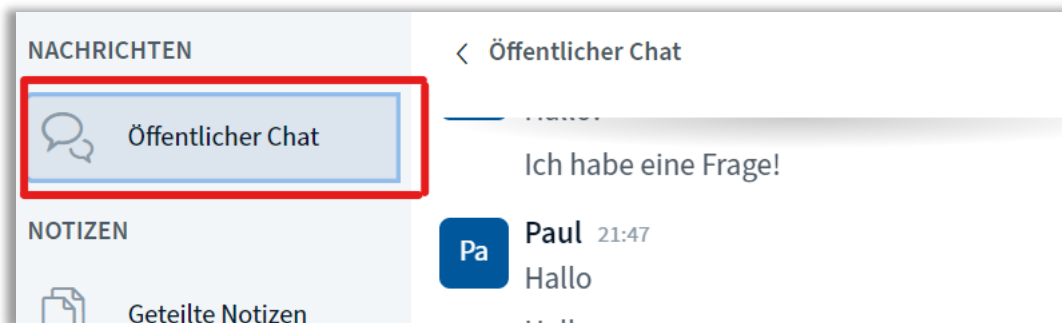 NACHRICHTEN
Öffentlicher Chat
NOTIZEN
Geteilte Notizen
Öffentlicher Chat
Ich habe eine Frage!
Pa
Paul 21:47
Hallo